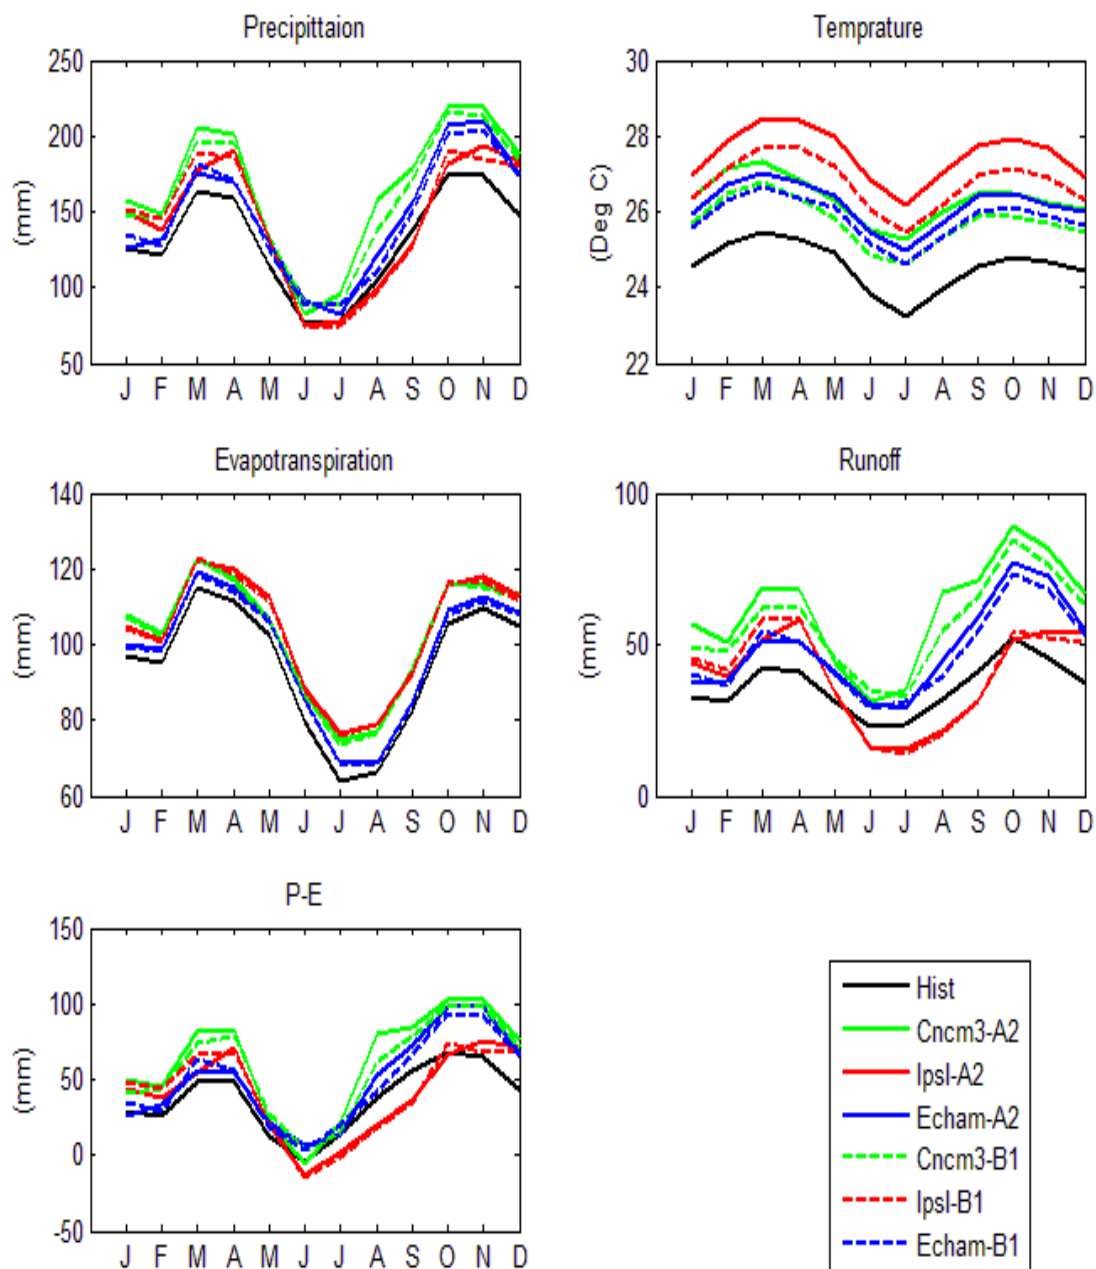 Precipittaion
250
200
150
100
50
(mm)
J F M A M J J A S O N D
Temprature
30
28
26
24
22
(Deg C)
J F M A M J J A S O N D
Evapotranspiration
140
120
100
80
60
(mm)
J F M A M J J A S O N D
Runoff
100
50
0
(mm)
J F M A M J J A S O N D
P-E
150
100
50
0
-50
(mm)
J F M A M J J A S O N D
Hist
Cncm3-A2
Ipsl-A2
Echam-A2
Cncm3-B1
Ipsl-B1
Echam-B1